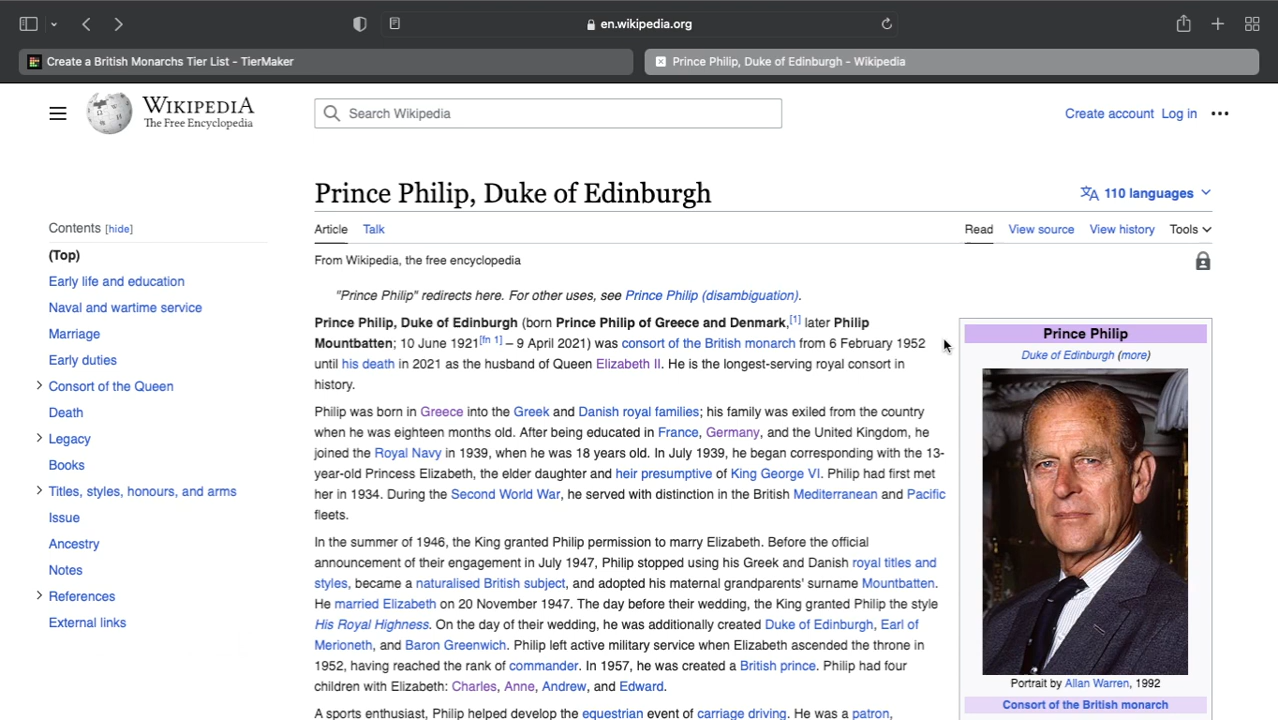 en.wikipedia.org
Create a British Monarchs Tier List - TierMaker
Prince Philip, Duke of Edinburgh - Wikipedia
WIKIPEDIA
The Free Encyclopedia
Search Wikipedia
Create account Log in
Prince Philip, Duke of Edinburgh
110 languages
Article Talk
Read View source View history Tools
From Wikipedia, the free encyclopedia
Contents [hide]
(Top)
Early life and education
Naval and wartime service
Marriage
Early duties
Consort of the Queen
Death
Legacy
Books
Titles, styles, honours, and arms
Issue
Ancestry
Notes
References
External links
"Prince Philip" redirects here. For other uses, see Prince Philip (disambiguation).
Prince Philip, Duke of Edinburgh (born Prince Philip of Greece and Denmark,[1] later Philip
Mountbatten; 10 June 1921[fn 1] – 9 April 2021) was consort of the British monarch from 6 February 1952
until his death in 2021 as the husband of Queen Elizabeth II. He is the longest-serving royal consort in
history.
Philip was born in Greece into the Greek and Danish royal families; his family was exiled from the country
when he was eighteen months old. After being educated in France, Germany, and the United Kingdom, he
joined the Royal Navy in 1939, when he was 18 years old. In July 1939, he began corresponding with the 13-
year-old Princess Elizabeth, the elder daughter and heir presumptive of King George VI. Philip had first met
her in 1934. During the Second World War, he served with distinction in the British Mediterranean and Pacific
fleets.
In the summer of 1946, the King granted Philip permission to marry Elizabeth. Before the official
announcement of their engagement in July 1947, Philip stopped using his Greek and Danish royal titles and
styles, became a naturalised British subject, and adopted his maternal grandparents' surname Mountbatten.
He married Elizabeth on 20 November 1947. The day before their wedding, the King granted Philip the style
His Royal Highness. On the day of their wedding, he was additionally created Duke of Edinburgh, Earl of
Merioneth, and Baron Greenwich. Philip left active military service when Elizabeth ascended the throne in
1952, having reached the rank of commander. In 1957, he was created a British prince. Philip had four
children with Elizabeth: Charles, Anne, Andrew, and Edward.
A sports enthusiast, Philip helped develop the equestrian event of carriage driving. He was a patron,
Prince Philip
Duke of Edinburgh (more)
Portrait by Allan Warren, 1992
Consort of the British monarch